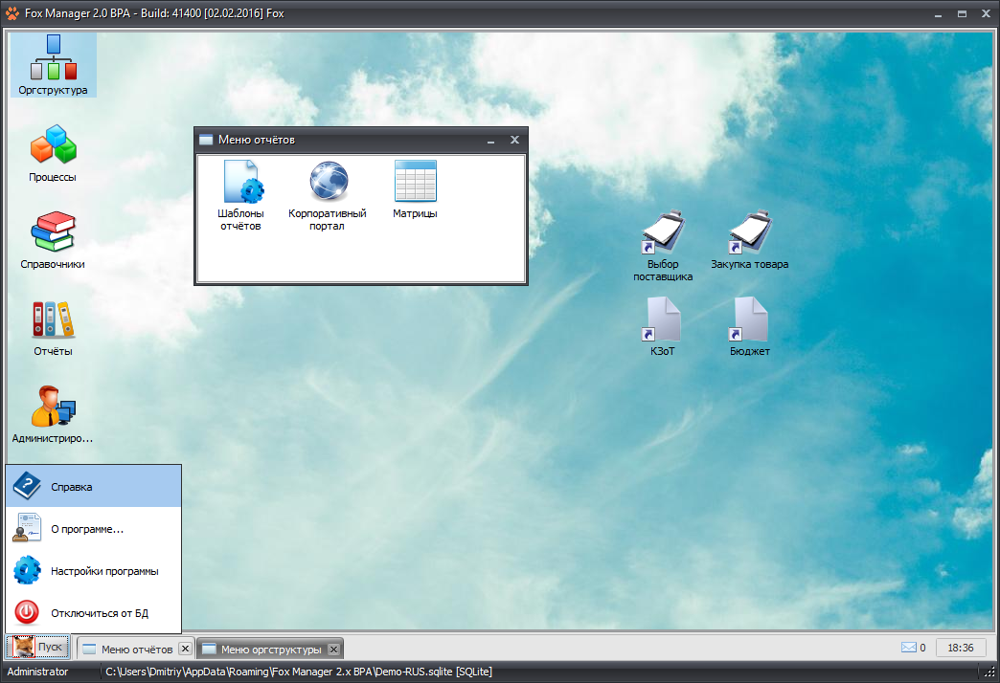 Fox Manager 2.0 BPA - Build: 41400 [02.02.2016] Fox
Оргструктура
Процессы
Справочники
Отчёты
Администриро...
Меню отчётов
Шаблоны
отчётов
Корпоративный
портал
Матрицы
Выбор
поставщика
Закупка товара
КЗоТ
Бюджет
Справка
О программе...
Настройки программы
Отключиться от БД
Пуск
Меню отчётов
Меню оргструктуры
0
18:36
Administrator
C:\Users\Dmitriy\AppData\Roaming\Fox Manager 2.x BPA\Demo-RUS.sqlite [SQLite]